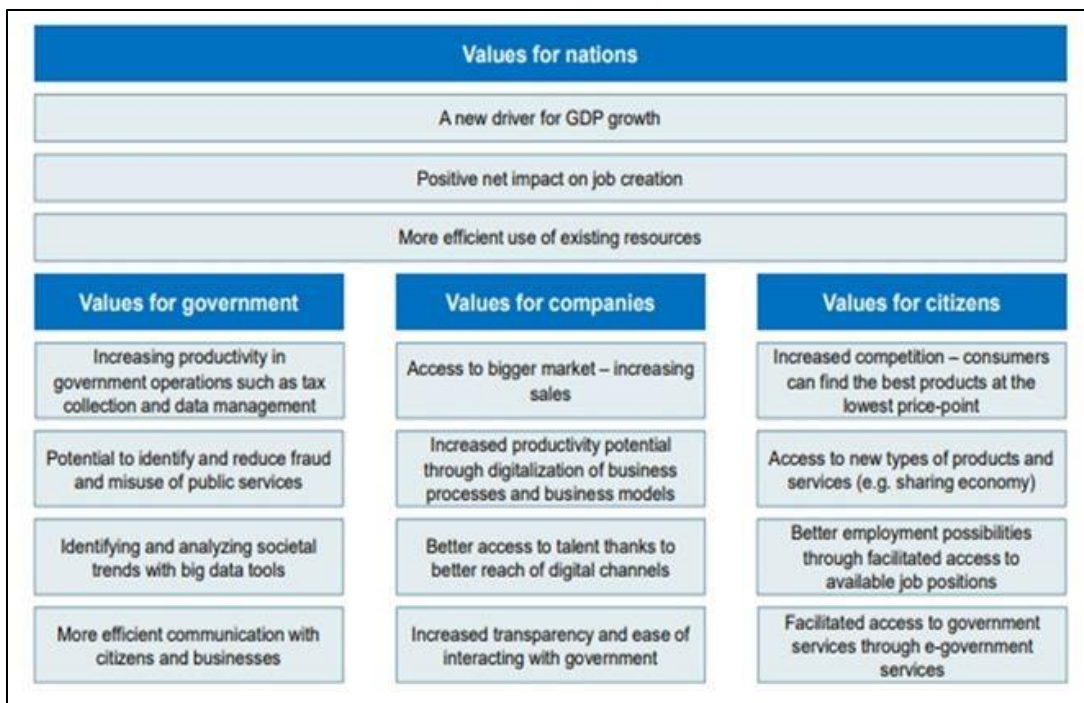 Values for nations
A new driver for GDP growth
Positive net impact on job creation
More efficient use of existing resources
Values for government
Increasing productivity in
government operations such as tax
collection and data management
Potential to identify and reduce fraud
and misuse of public services
Identifying and analyzing societal
trends with big data tools
More efficient communication with
citizens and businesses
Values for companies
Access to bigger market – increasing
sales
Increased productivity potential
through digitalization of business
processes and business models
Better access to talent thanks to
better reach of digital channels
Increased transparency and ease of
interacting with government
Values for citizens
Increased competition – consumers
can find the best products at the
lowest price-point
Access to new types of products and
services (e.g. sharing economy)
Better employment possibilities
through facilitated access to
available job positions
Facilitated access to government
services through e-government
services